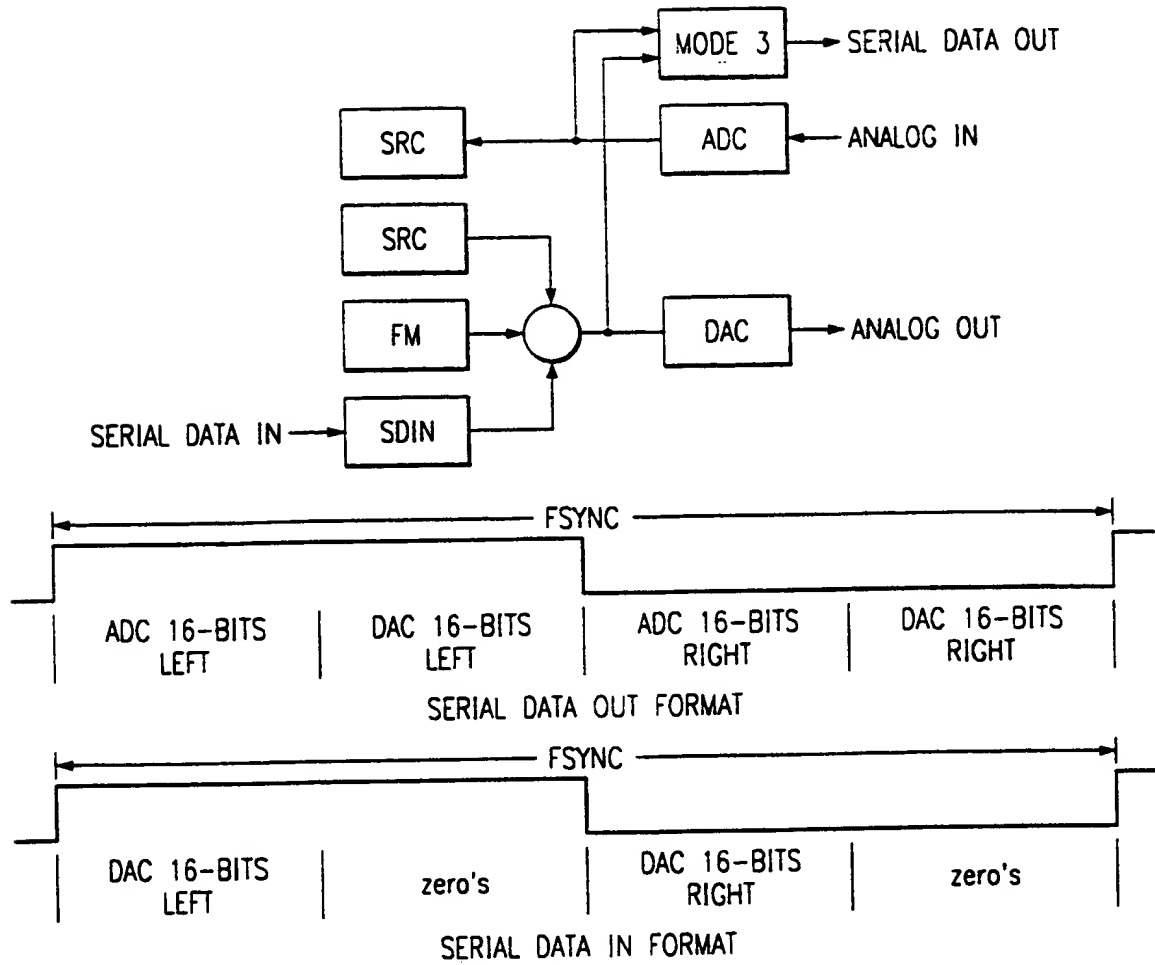 MODE 3
SERIAL DATA OUT
SRC
ADC
ANALOG IN
SRC
FM
DAC
ANALOG OUT
SERIAL DATA IN
SDIN
FSYNC
ADC 16-BITS
LEFT
DAC 16-BITS
LEFT
ADC 16-BITS
RIGHT
DAC 16-BITS
RIGHT
SERIAL DATA OUT FORMAT
FSYNC
DAC 16-BITS
LEFT
zero's
DAC 16-BITS
RIGHT
zero's
SERIAL DATA IN FORMAT